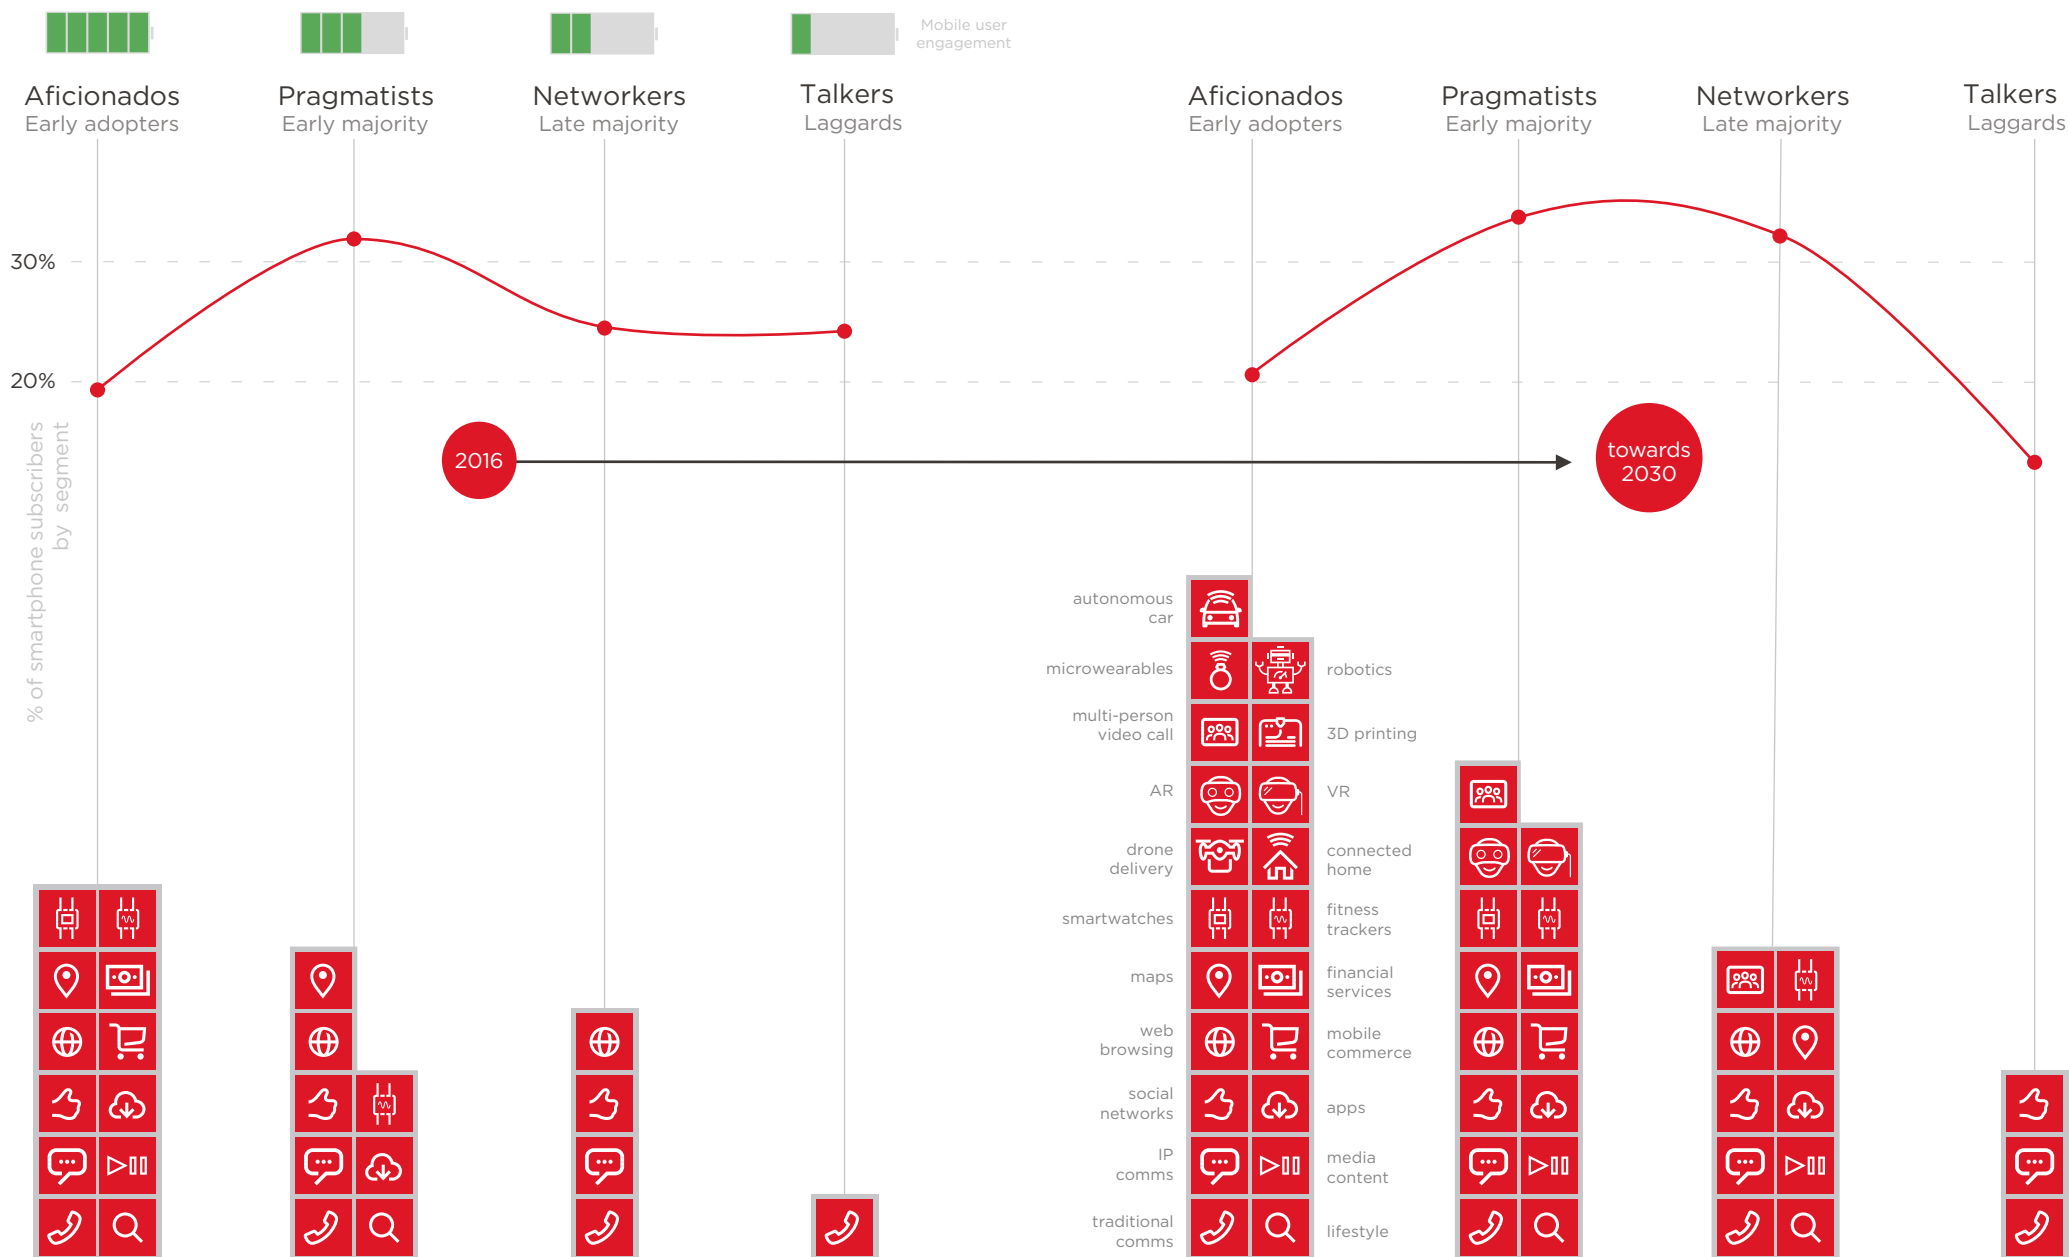 Mobile user
engagement
Aficionados
Early adopters
Pragmatists
Early majority
Networkers
Late majority
Talkers
Laggards
Aficionados
Early adopters
Pragmatists
Early majority
Networkers
Late majority
Talkers
Laggards
30%
20%
% of smartphone subscribers
by segment
2016
towards
2030
autonomous
car
microwearables
robotics
multi-person
video call
3D printing
AR
VR
drone
delivery
connected
home
smartwatches
fitness
trackers
maps
financial
services
web
browsing
mobile
commerce
social
networks
apps
IP
comms
media
content
traditional
comms
lifestyle